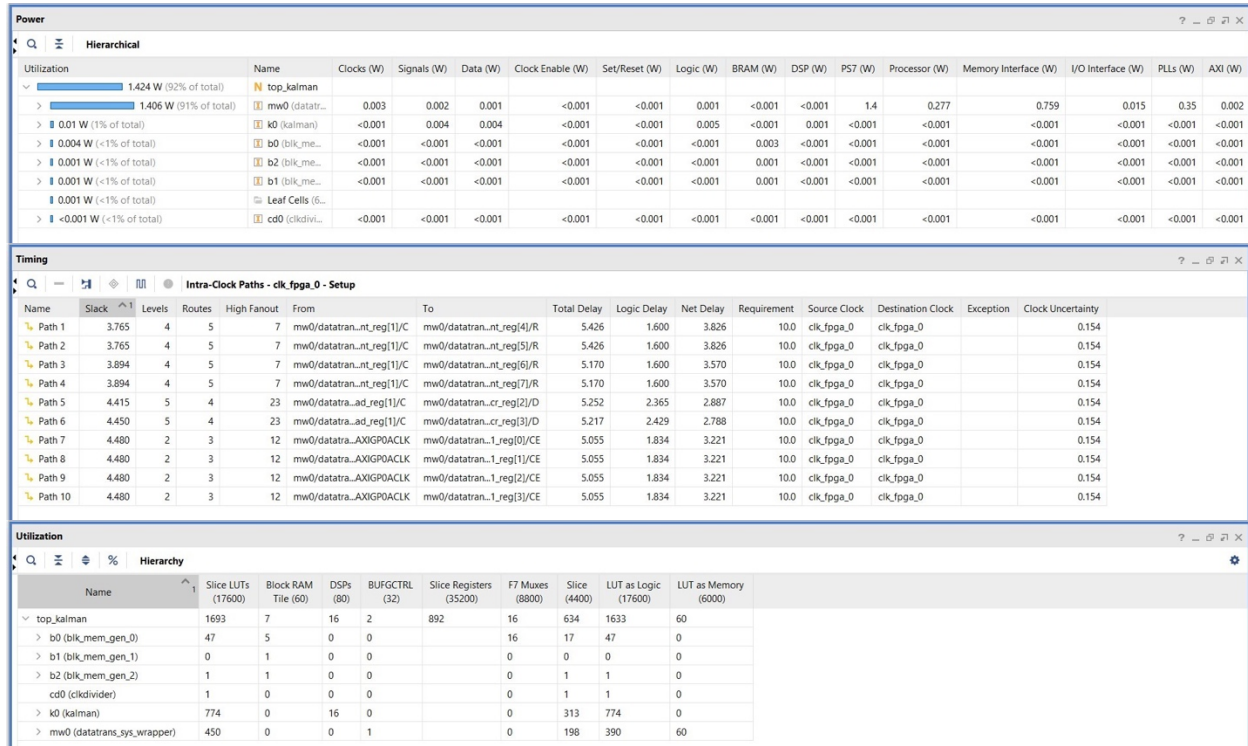 Power ? _
Hierarchical
Utilization Name Clocks (W) Signals (W) Data (W) Clock Enable (W) Set/Reset (W) Logic (W) BRAM (W) DSP (W) PS7 (W) Processor (W) Memory Interface (W) I/O Interface (W) PLLs (W) AXI (W)
1.424 W (92% of total) N top_kalman
1.406 W (91% of total) mw0 (datatr... 0.003 0.002 0.001 <0.001 <0.001 0.001 <0.001 <0.001 1.4 0.277 0.759 0.015 0.35 0.002
0.01 W (1% of total) k0 (kalman) <0.001 0.004 0.004 <0.001 <0.001 0.005 <0.001 0.001 <0.001 <0.001 <0.001 <0.001 <0.001 <0.001
0.004 W (<1% of total) b0 (blk_me... <0.001 <0.001 <0.001 <0.001 <0.001 <0.001 0.003 <0.001 <0.001 <0.001 <0.001 <0.001 <0.001 <0.001
0.001 W (<1% of total) b2 (blk_me... <0.001 <0.001 <0.001 <0.001 <0.001 <0.001 0.001 <0.001 <0.001 <0.001 <0.001 <0.001 <0.001 <0.001
0.001 W (<1% of total) b1 (blk_me... <0.001 <0.001 <0.001 <0.001 <0.001 <0.001 0.001 <0.001 <0.001 <0.001 <0.001 <0.001 <0.001 <0.001
0.001 W (<1% of total) Leaf Cells (6...
<0.001 W (<1% of total) cd0 (clkdivi... <0.001 <0.001 <0.001 <0.001 <0.001 <0.001 <0.001 <0.001 <0.001 <0.001 <0.001 <0.001 <0.001 <0.001
Timing ? _
Intra-Clock Paths - clk_fpga_0 - Setup
Name Slack 1 Levels Routes High Fanout From To Total Delay Logic Delay Net Delay Requirement Source Clock Destination Clock Exception Clock Uncertainty
Path 1 3.765 4 5 7 mw0/datatran...nt_reg[1]/C mw0/datatran...nt_reg[4]/R 5.426 1.600 3.826 10.0 clk_fpga_0 clk_fpga_0 0.154
Path 2 3.765 4 5 7 mw0/datatran...nt_reg[1]/C mw0/datatran...nt_reg[5]/R 5.426 1.600 3.826 10.0 clk_fpga_0 clk_fpga_0 0.154
Path 3 3.894 4 5 7 mw0/datatran...nt_reg[1]/C mw0/datatran...nt_reg[6]/R 5.170 1.600 3.570 10.0 clk_fpga_0 clk_fpga_0 0.154
Path 4 3.894 4 5 7 mw0/datatran...nt_reg[1]/C mw0/datatran...nt_reg[7]/R 5.170 1.600 3.570 10.0 clk_fpga_0 clk_fpga_0 0.154
Path 5 4.415 5 4 23 mw0/datatra...ad_reg[1]/C mw0/datatran...cr_reg[2]/D 5.252 2.365 2.887 10.0 clk_fpga_0 clk_fpga_0 0.154
Path 6 4.450 5 4 23 mw0/datatra...ad_reg[1]/C mw0/datatran...cr_reg[3]/D 5.217 2.429 2.788 10.0 clk_fpga_0 clk_fpga_0 0.154
Path 7 4.480 2 3 12 mw0/datatra...AXIGP0ACLK mw0/datatran...1_reg[0]/CE 5.055 1.834 3.221 10.0 clk_fpga_0 clk_fpga_0 0.154
Path 8 4.480 2 3 12 mw0/datatra...AXIGP0ACLK mw0/datatran...1_reg[1]/CE 5.055 1.834 3.221 10.0 clk_fpga_0 clk_fpga_0 0.154
Path 9 4.480 2 3 12 mw0/datatra...AXIGP0ACLK mw0/datatran...1_reg[2]/CE 5.055 1.834 3.221 10.0 clk_fpga_0 clk_fpga_0 0.154
Path 10 4.480 2 3 12 mw0/datatra...AXIGP0ACLK mw0/datatran...1_reg[3]/CE 5.055 1.834 3.221 10.0 clk_fpga_0 clk_fpga_0 0.154
Utilization ? _
% Hierarchy
Name 1 Slice LUTs (17600) Block RAM Tile (60) DSPs (80) BUFGCTRL (32) Slice Registers (35200) F7 Muxes (8800) Slice (4400) LUT as Logic (17600) LUT as Memory (6000)
top_kalman 1693 7 16 2 892 16 634 1633 60
b0 (blk_mem_gen_0) 47 5 0 0 16 17 47 0
b1 (blk_mem_gen_1) 0 1 0 0 0 0 0 0
b2 (blk_mem_gen_2) 1 1 0 0 0 1 1 0
cd0 (clkdivider) 1 0 0 0 0 1 1 0
k0 (kalman) 774 0 16 0 0 313 774 0
mw0 (datatrans_sys_wrapper) 450 0 0 1 0 198 390 60